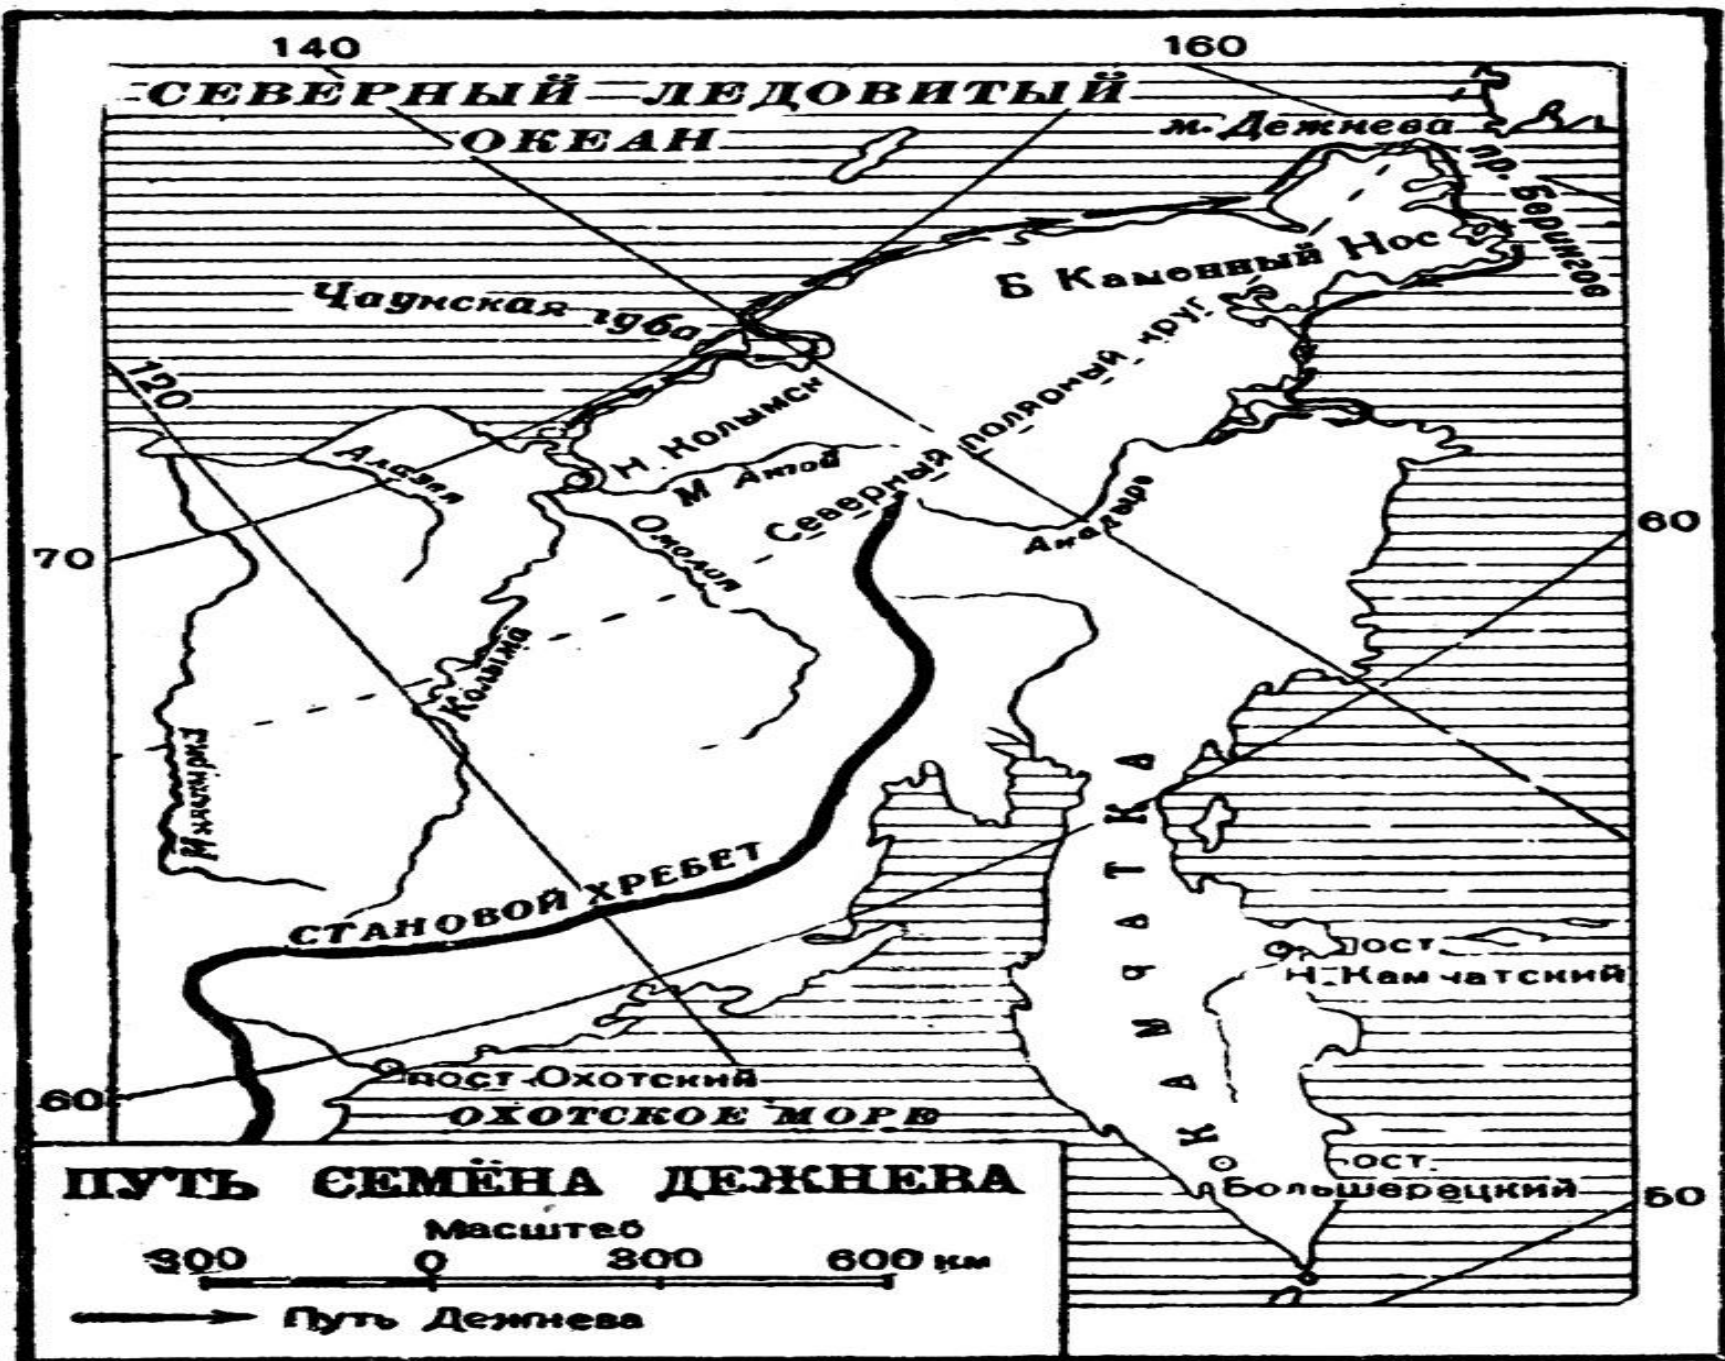 140
160
СЕВЕРНЫЙ ЛЕДОВИТЫЙ
ОКЕАН
м. Дежнева
пр. Берингов
Б Каменный Нос
Чаунская губа
120
Н. Колымск
М Анюй
Северный полярный круг
Алазея
Омолон
Анадырь
70
60
Колыма
Индигирка
КАМЧАТКА
СТАНОВОЙ ХРЕБЕТ
ост.
Н-Камчатский
60
пост Охотский
ОХОТСКОЕ МОРЕ
ост.
Большерецкий
50
ПУТЬ СЕМЁНА ДЕЖНЕВА
Масштаб
300 0 300 600 км
Путь Дежнева